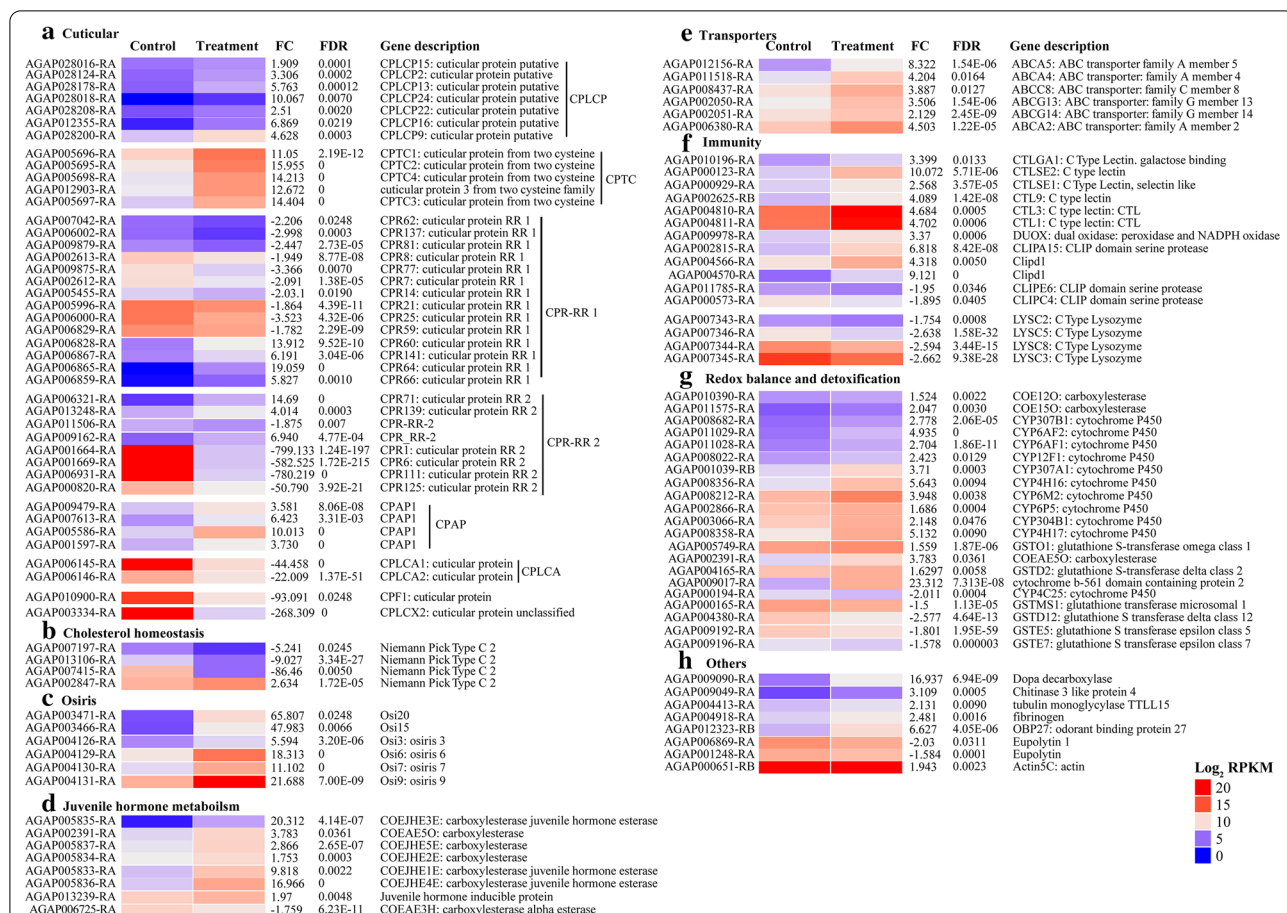 a Cuticular
Control Treatment FC FDR Gene description
AGAP028016-RA 1.909 0.0001 CPLCP15: cuticular protein putative
AGAP028124-RA 3.306 0.0002 CPLCP2: cuticular protein putative
AGAP028178-RA 5.763 0.00012 CPLCP13: cuticular protein putative
AGAP028018-RA 10.067 0.0070 CPLCP24: cuticular protein putative
AGAP028208-RA 2.51 0.0020 CPLCP22: cuticular protein putative
AGAP012355-RA 6.869 0.0219 CPLCP16: cuticular protein putative
AGAP028200-RA 4.628 0.0003 CPLCP9: cuticular protein putative
CPLCP
AGAP005696-RA 11.05 2.19E-12 CPTC1: cuticular protein from two cysteine
AGAP005695-RA 15.955 0 CPTC2: cuticular protein from two cysteine
AGAP005698-RA 14.213 0 CPTC4: cuticular protein from two cysteine
AGAP012903-RA 12.672 0 cuticular protein 3 from two cysteine family
AGAP005697-RA 14.404 0 CPTC3: cuticular protein from two cysteine
CPTC
AGAP007042-RA -2.206 0.0248 CPR62: cuticular protein RR 1
AGAP006002-RA -2.998 0.0003 CPR137: cuticular protein RR 1
AGAP009879-RA -2.447 2.73E-05 CPR81: cuticular protein RR 1
AGAP002613-RA -1.949 8.77E-08 CPR8: cuticular protein RR 1
AGAP009875-RA -3.366 0.0070 CPR77: cuticular protein RR 1
AGAP002612-RA -2.091 1.38E-05 CPR7: cuticular protein RR 1
AGAP005455-RA -2.03.1 0.0190 CPR14: cuticular protein RR 1
AGAP005996-RA -1.864 4.39E-11 CPR21: cuticular protein RR 1
AGAP006000-RA -3.523 4.32E-06 CPR25: cuticular protein RR 1
AGAP006829-RA -1.782 2.29E-09 CPR59: cuticular protein RR 1
AGAP006828-RA 13.912 9.52E-10 CPR60: cuticular protein RR 1
AGAP006867-RA 6.191 3.04E-06 CPR141: cuticular protein RR 1
AGAP006865-RA 19.059 0 CPR64: cuticular protein RR 1
AGAP006859-RA 5.827 0.0010 CPR66: cuticular protein RR 1
CPR-RR 1
AGAP006321-RA 14.69 0 CPR71: cuticular protein RR 2
AGAP013248-RA 4.014 0.0003 CPR139: cuticular protein RR 2
AGAP011506-RA -1.875 0.007 CPR-RR-2
AGAP009162-RA 6.940 4.77E-04 CPR_RR-2
AGAP001664-RA -799.133 1.24E-197 CPR1: cuticular protein RR 2
AGAP001669-RA -582.525 1.72E-215 CPR6: cuticular protein RR 2
AGAP006931-RA -780.219 0 CPR111: cuticular protein RR 2
AGAP000820-RA -50.790 3.92E-21 CPR125: cuticular protein RR 2
CPR-RR 2
AGAP009479-RA 3.581 8.06E-08 CPAP1
AGAP007613-RA 6.423 3.31E-03 CPAP1
AGAP005586-RA 10.013 0 CPAP1
AGAP001597-RA 3.730 0 CPAP1
CPAP
AGAP006145-RA -44.458 0 CPLCA1: cuticular protein
AGAP006146-RA -22.009 1.37E-51 CPLCA2: cuticular protein
CPLCA
AGAP010900-RA -93.091 0.0248 CPF1: cuticular protein
AGAP003334-RA -268.309 0 CPLCX2: cuticular protein unclassified
b Cholesterol homeostasis
AGAP007197-RA -5.241 0.0245 Niemann Pick Type C 2
AGAP013106-RA -9.027 3.34E-27 Niemann Pick Type C 2
AGAP007415-RA -86.46 0.0050 Niemann Pick Type C 2
AGAP002847-RA 2.634 1.72E-05 Niemann Pick Type C 2
c Osiris
AGAP003471-RA 65.807 0.0248 Osi20
AGAP003466-RA 47.983 0.0066 Osi15
AGAP004126-RA 5.594 3.20E-06 Osi3: osiris 3
AGAP004129-RA 18.313 0 Osi6: osiris 6
AGAP004130-RA 11.102 0 Osi7: osiris 7
AGAP004131-RA 21.688 7.00E-09 Osi9: osiris 9
d Juvenile hormone metaboilsm
AGAP005835-RA 20.312 4.14E-07 COEJHE3E: carboxylesterase juvenile hormone esterase
AGAP002391-RA 3.783 0.0361 COEAE5O: carboxylesterase
AGAP005837-RA 2.866 2.65E-07 COEJHE5E: carboxylesterase
AGAP005834-RA 1.753 0.0003 COEJHE2E: carboxylesterase
AGAP005833-RA 9.818 0.0022 COEJHE1E: carboxylesterase juvenile hormone esterase
AGAP005836-RA 16.966 0 COEJHE4E: carboxylesterase juvenile hormone esterase
AGAP013239-RA 1.97 0.0048 Juvenile hormone inducible protein
AGAP006725-RA -1.759 6.23E-11 COEAE3H: carboxylesterase alpha esterase
e Transporters
Control Treatment FC FDR Gene description
AGAP012156-RA 8.322 1.54E-06 ABCA5: ABC transporter family A member 5
AGAP011518-RA 4.204 0.0164 ABCA4: ABC transporter: family A member 4
AGAP008437-RA 3.887 0.0127 ABCC8: ABC transporter: family C member 8
AGAP002050-RA 3.506 1.54E-06 ABCG13: ABC transporter: family G member 13
AGAP002051-RA 2.129 2.45E-09 ABCG14: ABC transporter: family G member 14
AGAP006380-RA 4.503 1.22E-05 ABCA2: ABC transporter: family A member 2
f Immunity
AGAP010196-RA 3.399 0.0133 CTLGA1: C Type Lectin. galactose binding
AGAP000123-RA 10.072 5.71E-06 CTLSE2: C type lectin
AGAP000929-RA 2.568 3.57E-05 CTLSE1: C Type Lectin, selectin like
AGAP002625-RB 4.089 1.42E-08 CTL9: C type lectin
AGAP004810-RA 4.684 0.0005 CTL3: C type lectin: CTL
AGAP004811-RA 4.702 0.0006 CTL1: C type lectin: CTL
AGAP009978-RA 3.37 0.0006 DUOX: dual oxidase: peroxidase and NADPH oxidase
AGAP002815-RA 6.818 8.42E-08 CLIPA15: CLIP domain serine protease
AGAP004566-RA 4.318 0.0050 Clipd1
AGAP004570-RA 9.121 0 Clipd1
AGAP011785-RA -1.95 0.0346 CLIPE6: CLIP domain serine protease
AGAP000573-RA -1.895 0.0405 CLIPC4: CLIP domain serine protease
AGAP007343-RA -1.754 0.0008 LYSC2: C Type Lysozyme
AGAP007346-RA -2.638 1.58E-32 LYSC5: C Type Lysozyme
AGAP007344-RA -2.594 3.44E-15 LYSC8: C Type Lysozyme
AGAP007345-RA -2.662 9.38E-28 LYSC3: C Type Lysozyme
g Redox balance and detoxification
AGAP010390-RA 1.524 0.0022 COE12O: carboxylesterase
AGAP011575-RA 2.047 0.0030 COE15O: carboxylesterase
AGAP008682-RA 2.778 2.06E-05 CYP307B1: cytochrome P450
AGAP011029-RA 4.935 0 CYP6AF2: cytochrome P450
AGAP011028-RA 2.704 1.86E-11 CYP6AF1: cytochrome P450
AGAP008022-RA 2.423 0.0129 CYP12F1: cytochrome P450
AGAP001039-RB 3.71 0.0003 CYP307A1: cytochrome P450
AGAP008356-RA 5.643 0.0094 CYP4H16: cytochrome P450
AGAP008212-RA 3.948 0.0038 CYP6M2: cytochrome P450
AGAP002866-RA 1.686 0.0004 CYP6P5: cytochrome P450
AGAP003066-RA 2.148 0.0476 CYP304B1: cytochrome P450
AGAP008358-RA 5.132 0.0090 CYP4H17: cytochrome P450
AGAP005749-RA 1.559 1.87E-06 GSTO1: glutathione S-transferase omega class 1
AGAP002391-RA 3.783 0.0361 COEAE5O: carboxylesterase
AGAP004165-RA 1.6297 0.0058 GSTD2: glutathione S-transferase delta class 2
AGAP009017-RA 23.312 7.313E-08 cytochrome b-561 domain containing protein 2
AGAP000194-RA -2.011 0.0004 CYP4C25: cytochrome P450
AGAP000165-RA -1.5 1.13E-05 GSTMS1: glutathione transferase microsomal 1
AGAP004380-RA -2.577 4.64E-13 GSTD12: glutathione S transferase delta class 12
AGAP009192-RA -1.801 1.95E-59 GSTE5: glutathione S transferase epsilon class 5
AGAP009196-RA -1.578 0.000003 GSTE7: glutathione S transferase epsilon class 7
h Others
AGAP009090-RA 16.937 6.94E-09 Dopa decarboxylase
AGAP009049-RA 3.109 0.0005 Chitinase 3 like protein 4
AGAP004413-RA 2.131 0.0090 tubulin monoglycylase TTLL15
AGAP004918-RA 2.481 0.0016 fibrinogen
AGAP012323-RB 6.627 4.05E-06 OBP27: odorant binding protein 27
AGAP006869-RA -2.03 0.0311 Eupolytin 1
AGAP001248-RA -1.584 0.0001 Eupolytin
AGAP000651-RB 1.943 0.0023 Actin5C: actin
Log2 RPKM
20
15
10
5
0